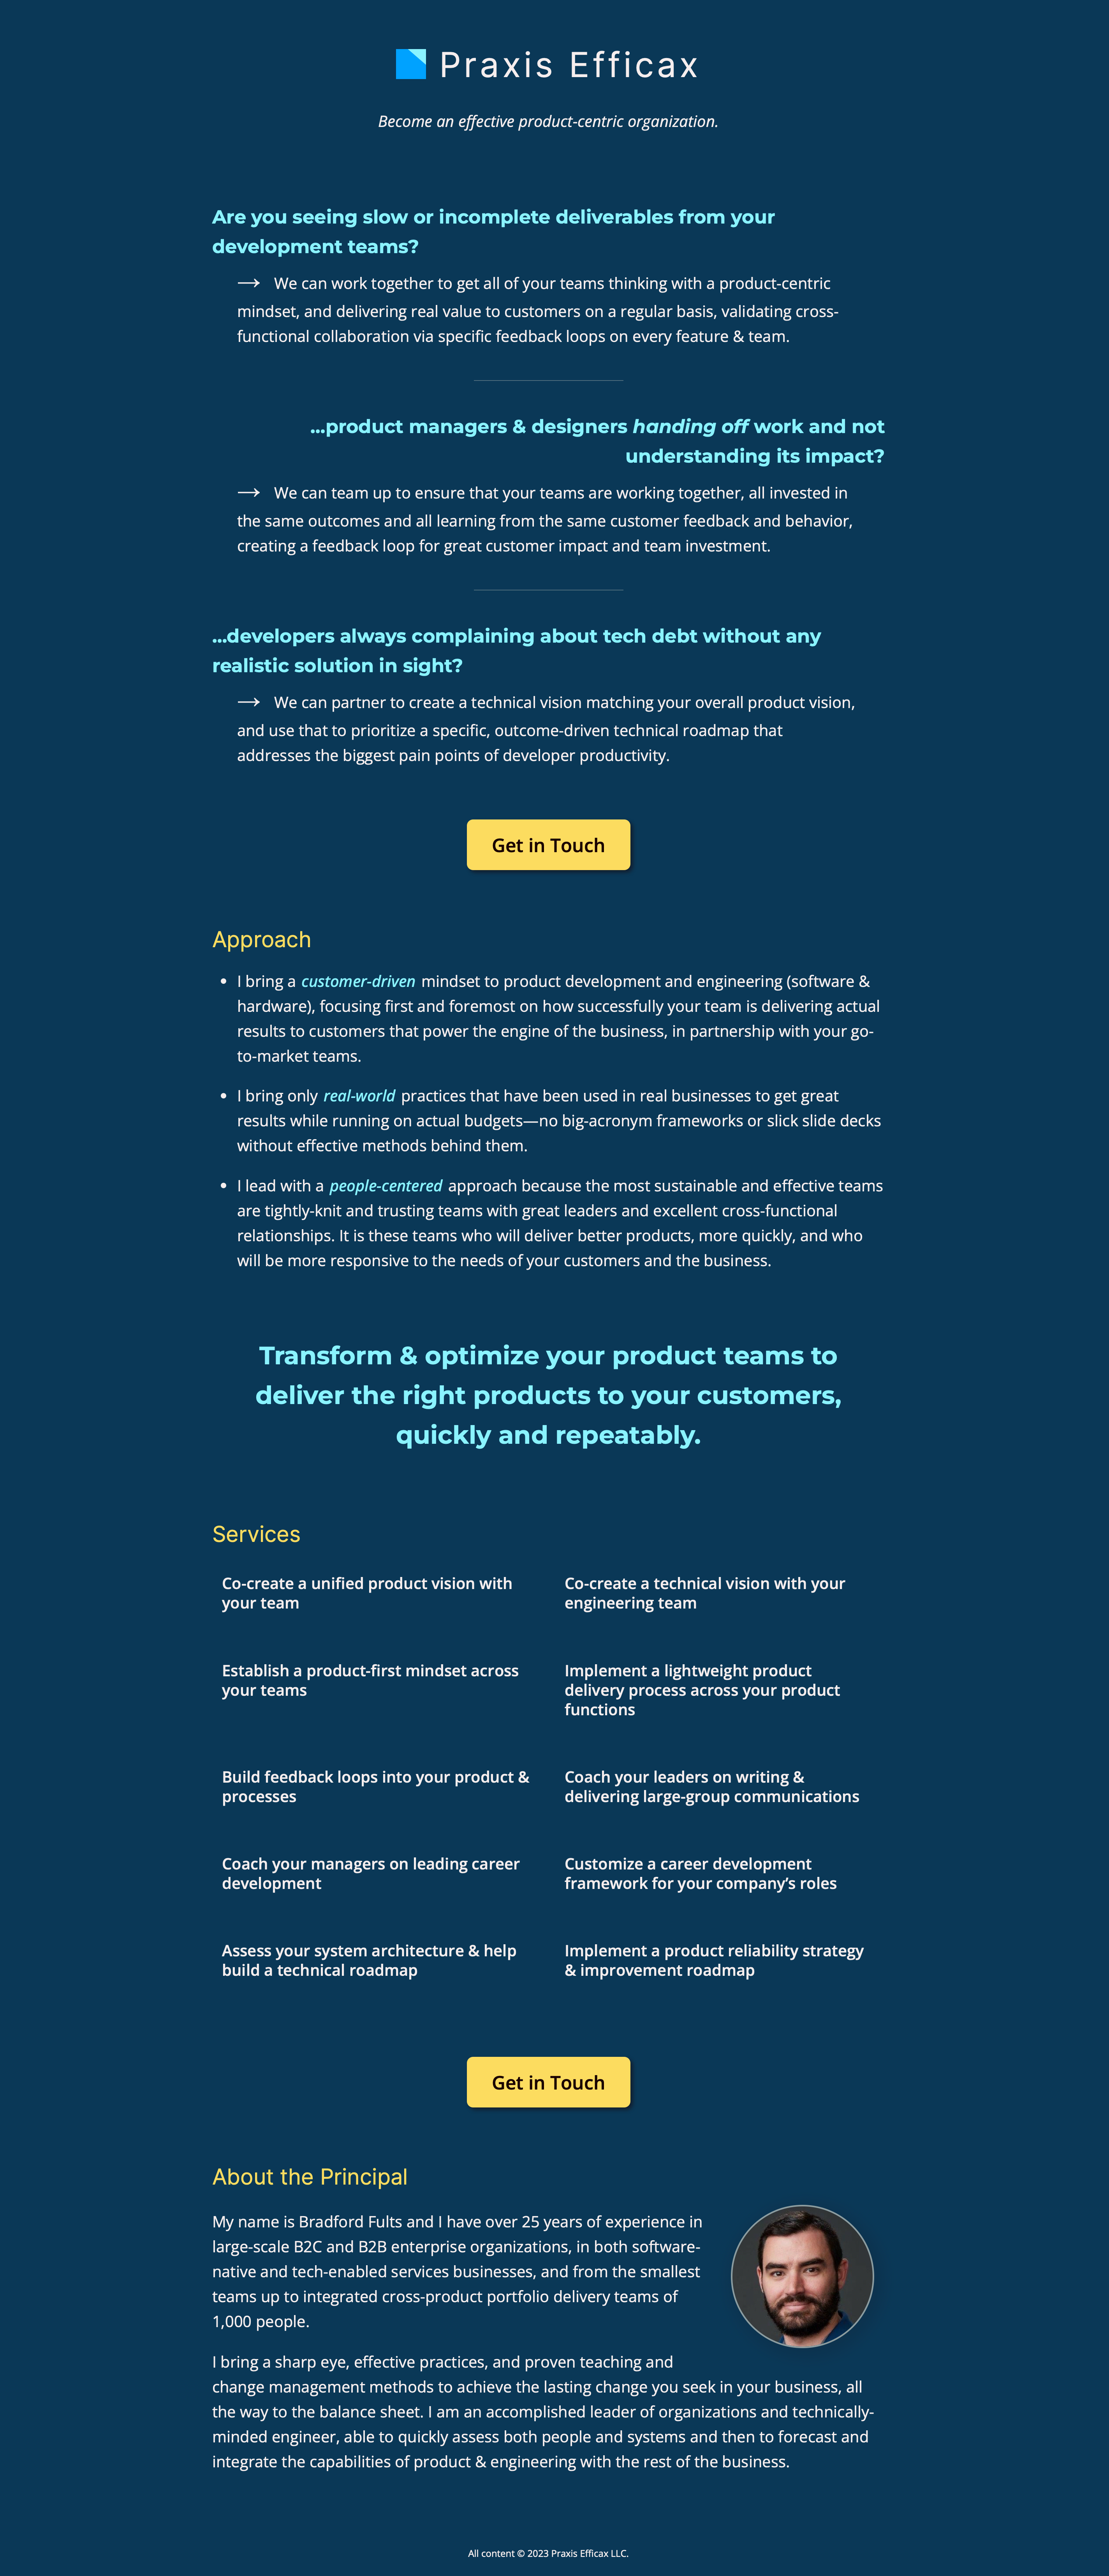 Praxis Efficax
Become an effective product-centric organization.
Are you seeing slow or incomplete deliverables from your
development teams?
→ We can work together to get all of your teams thinking with a product-centric
mindset, and delivering real value to customers on a regular basis, validating cross-
functional collaboration via specific feedback loops on every feature & team.
...product managers & designers handing off work and not
understanding its impact?
→ We can team up to ensure that your teams are working together, all invested in
the same outcomes and all learning from the same customer feedback and behavior,
creating a feedback loop for great customer impact and team investment.
...developers always complaining about tech debt without any
realistic solution in sight?
→ We can partner to create a technical vision matching your overall product vision,
and use that to prioritize a specific, outcome-driven technical roadmap that
addresses the biggest pain points of developer productivity.
Get in Touch
Approach
• I bring a customer-driven mindset to product development and engineering (software &
hardware), focusing first and foremost on how successfully your team is delivering actual
results to customers that power the engine of the business, in partnership with your go-
to-market teams.
• I bring only real-world practices that have been used in real businesses to get great
results while running on actual budgets—no big-acronym frameworks or slick slide decks
without effective methods behind them.
• I lead with a people-centered approach because the most sustainable and effective teams
are tightly-knit and trusting teams with great leaders and excellent cross-functional
relationships. It is these teams who will deliver better products, more quickly, and who
will be more responsive to the needs of your customers and the business.
Transform & optimize your product teams to
deliver the right products to your customers,
quickly and repeatably.
Services
Co-create a unified product vision with
your team
Co-create a technical vision with your
engineering team
Establish a product-first mindset across
your teams
Implement a lightweight product
delivery process across your product
functions
Build feedback loops into your product &
processes
Coach your leaders on writing &
delivering large-group communications
Coach your managers on leading career
development
Customize a career development
framework for your company’s roles
Assess your system architecture & help
build a technical roadmap
Implement a product reliability strategy
& improvement roadmap
Get in Touch
About the Principal
My name is Bradford Fults and I have over 25 years of experience in
large-scale B2C and B2B enterprise organizations, in both software-
native and tech-enabled services businesses, and from the smallest
teams up to integrated cross-product portfolio delivery teams of
1,000 people.
I bring a sharp eye, effective practices, and proven teaching and
change management methods to achieve the lasting change you seek in your business, all
the way to the balance sheet. I am an accomplished leader of organizations and technically-
minded engineer, able to quickly assess both people and systems and then to forecast and
integrate the capabilities of product & engineering with the rest of the business.
All content © 2023 Praxis Efficax LLC.